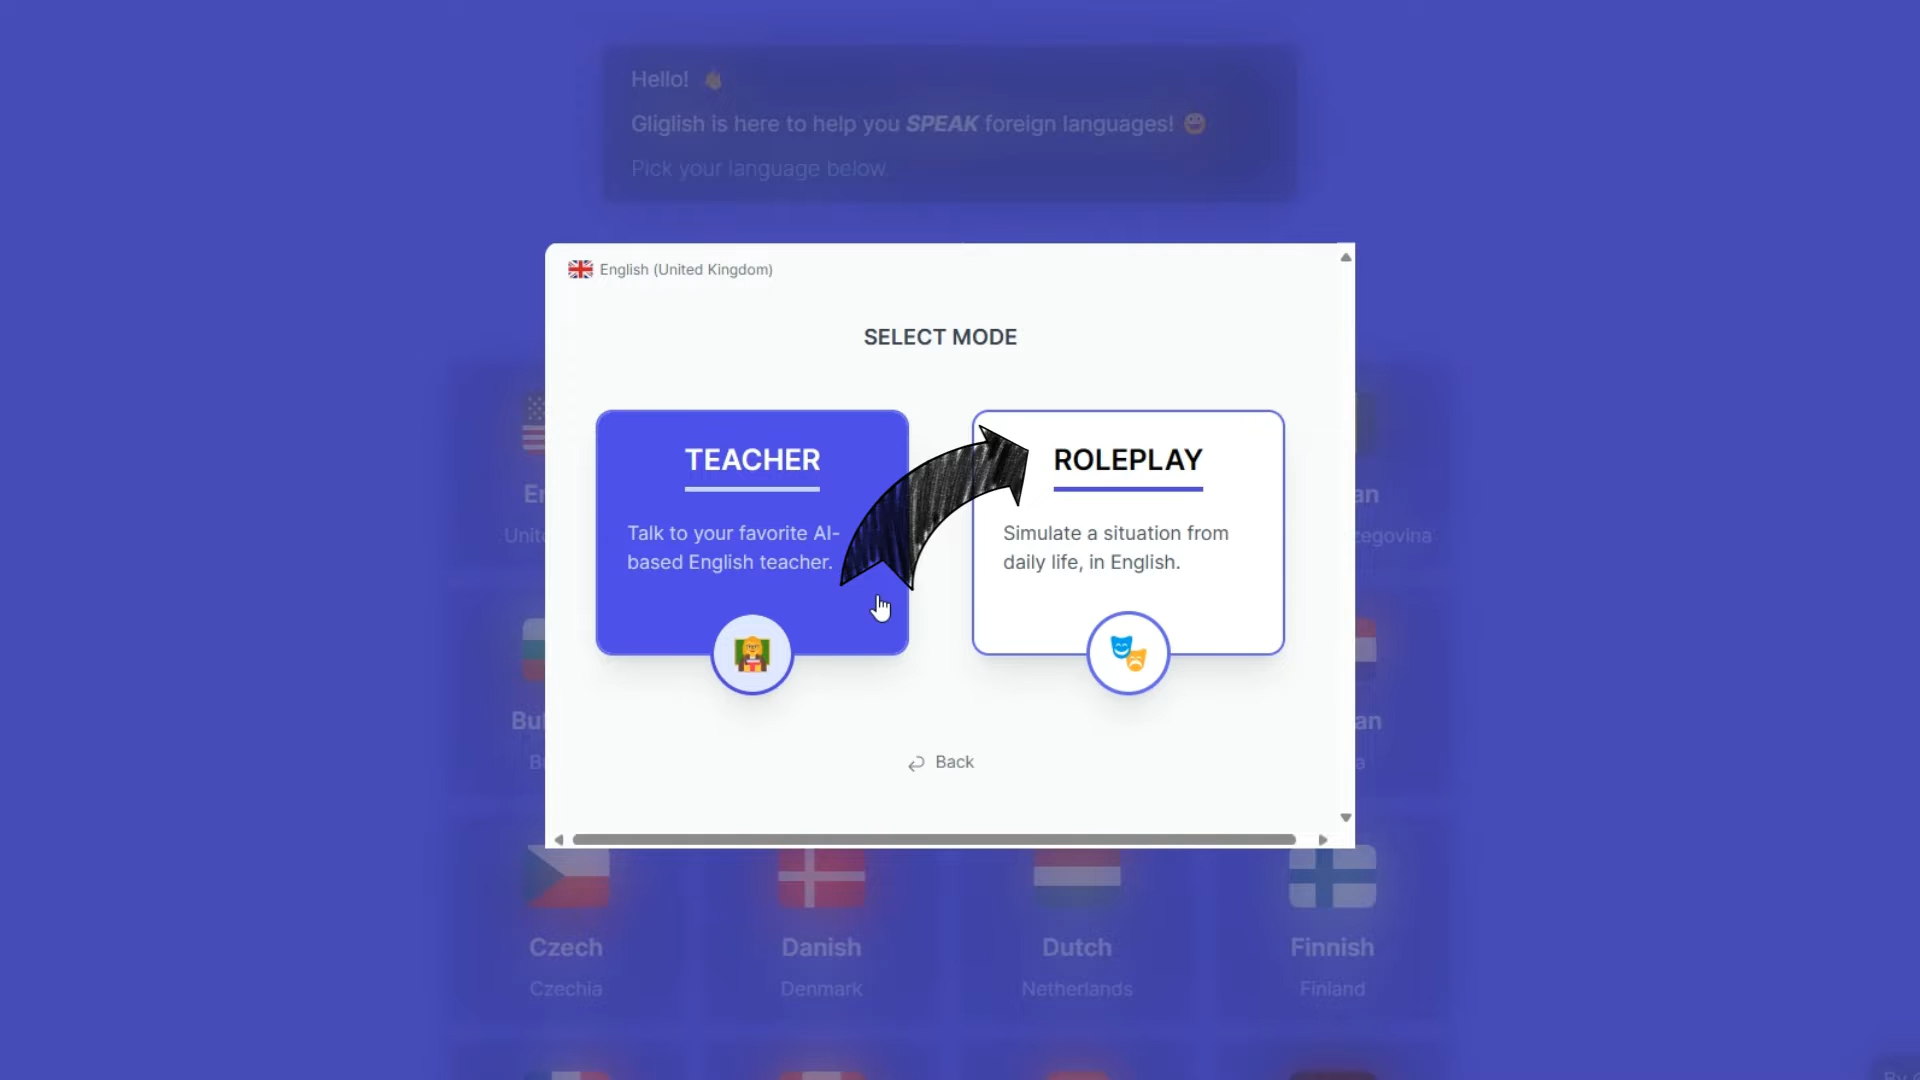 Hello!
Gliglish is here to help you SPEAK foreign languages!
Pick your language below.
English (United Kingdom)
SELECT MODE
TEACHER
Talk to your favorite AI-
based English teacher.
ROLEPLAY
Simulate a situation from
daily life, in English.
Back
Czech
Czechia
Danish
Denmark
Dutch
Netherlands
Finnish
Finland